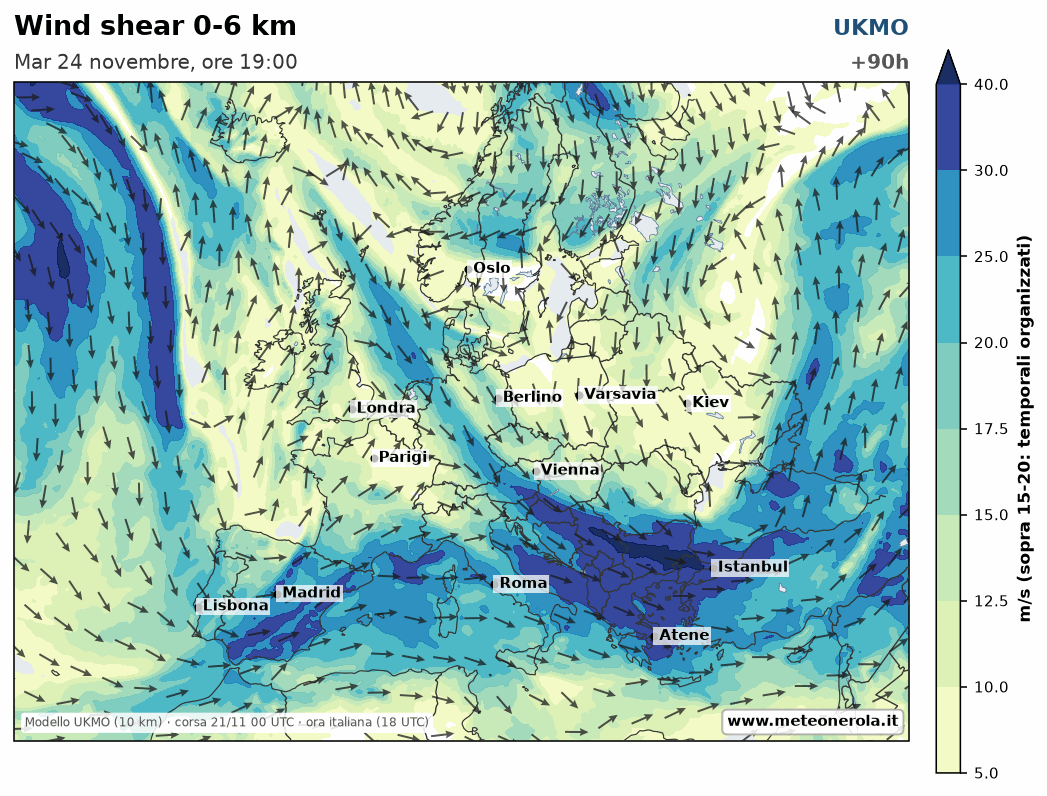 Wind shear 0-6 km
UKMO
Mar 24 novembre, ore 19:00
+90h
40.0
30.0
25.0
20.0
17.5
15.0
12.5
10.0
5.0
m/s (sopra 15-20: temporali organizzati)
Oslo
Berlino
Varsavia
Kiev
Londra
Parigi
Vienna
Istanbul
Roma
Madrid
Lisbona
Atene
Modello UKMO (10 km) · corsa 21/11 00 UTC · ora italiana (18 UTC)
www.meteonerola.it